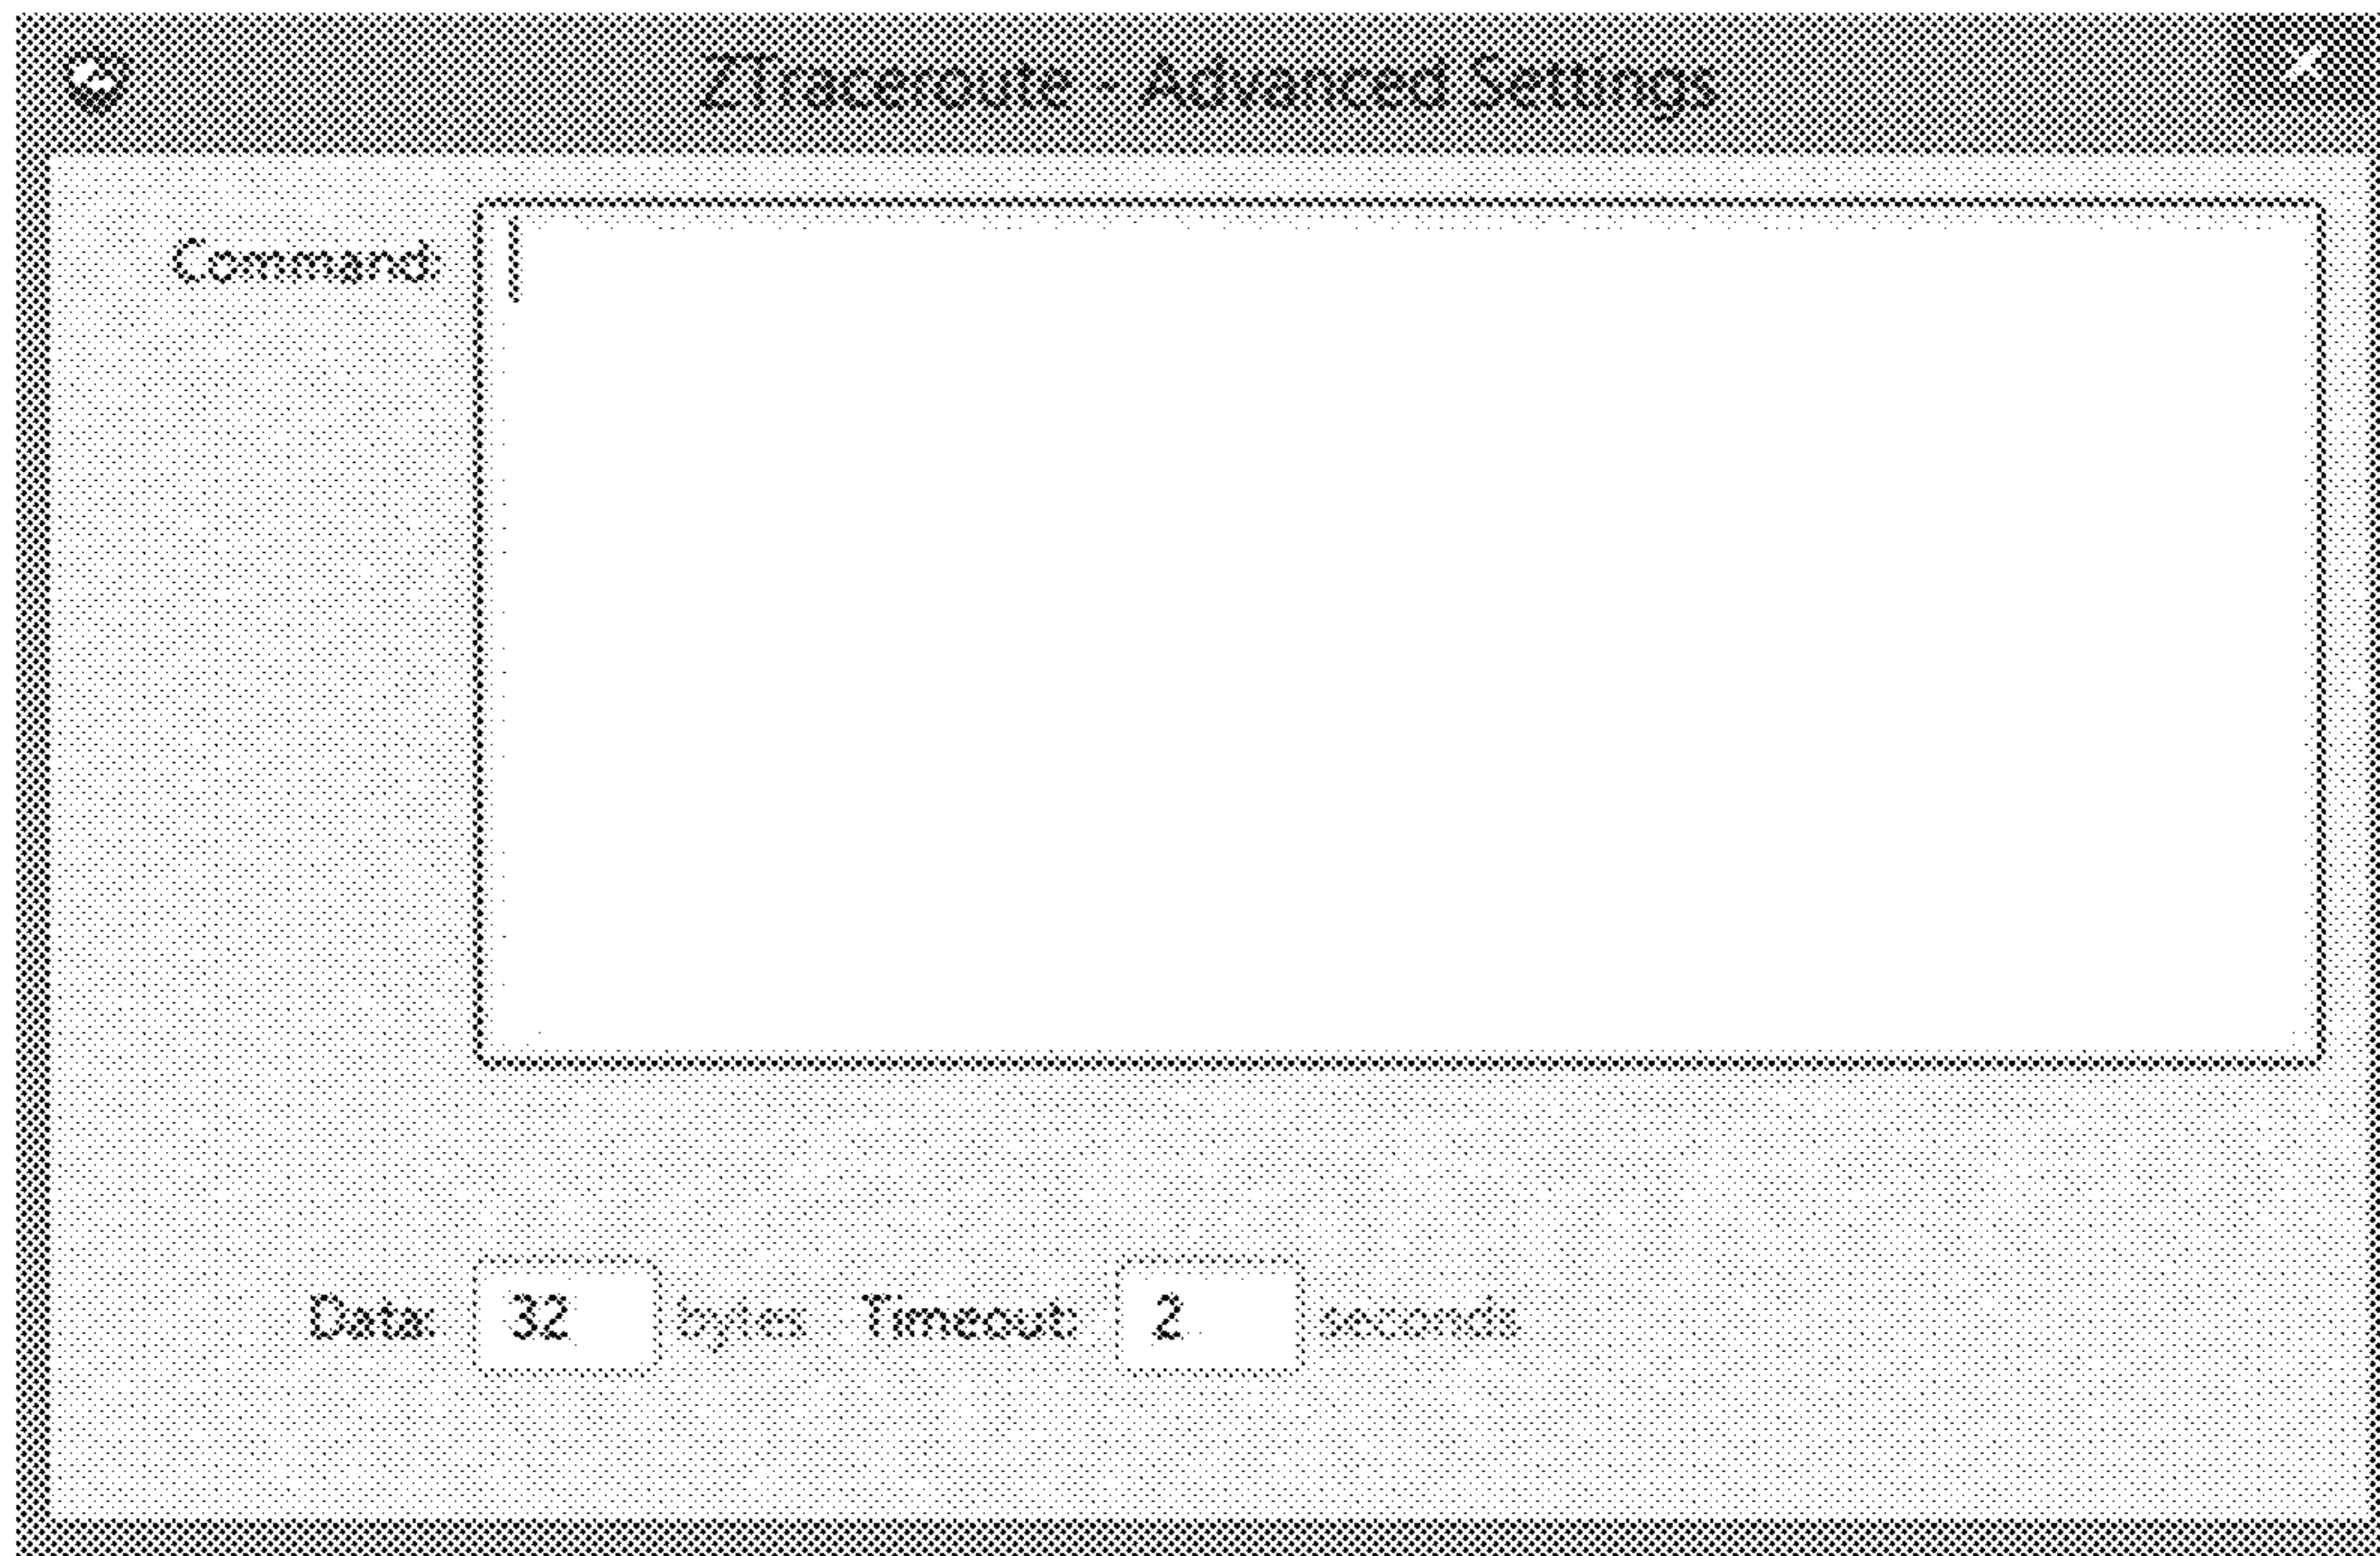 ZTraceroute - Advanced Settings
Command:
Data: 32 bytes Timeout: 2 seconds